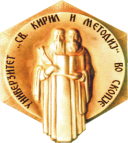 УНИВЕРЗИТЕТ "СВ. КИРИЛ И МЕТОДИЈ" ВО СКОПЈЕ